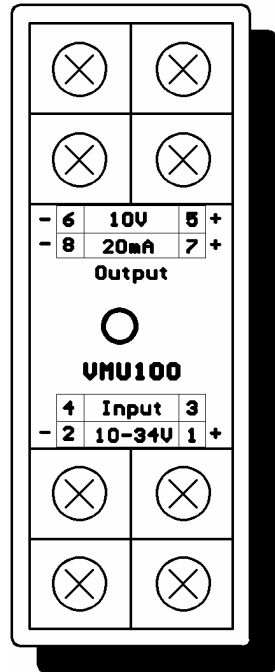 - 6 10V 5 +
- 8 20mA 7 +
Output
VMU100
4 Input 3
- 2 10-34V 1 +